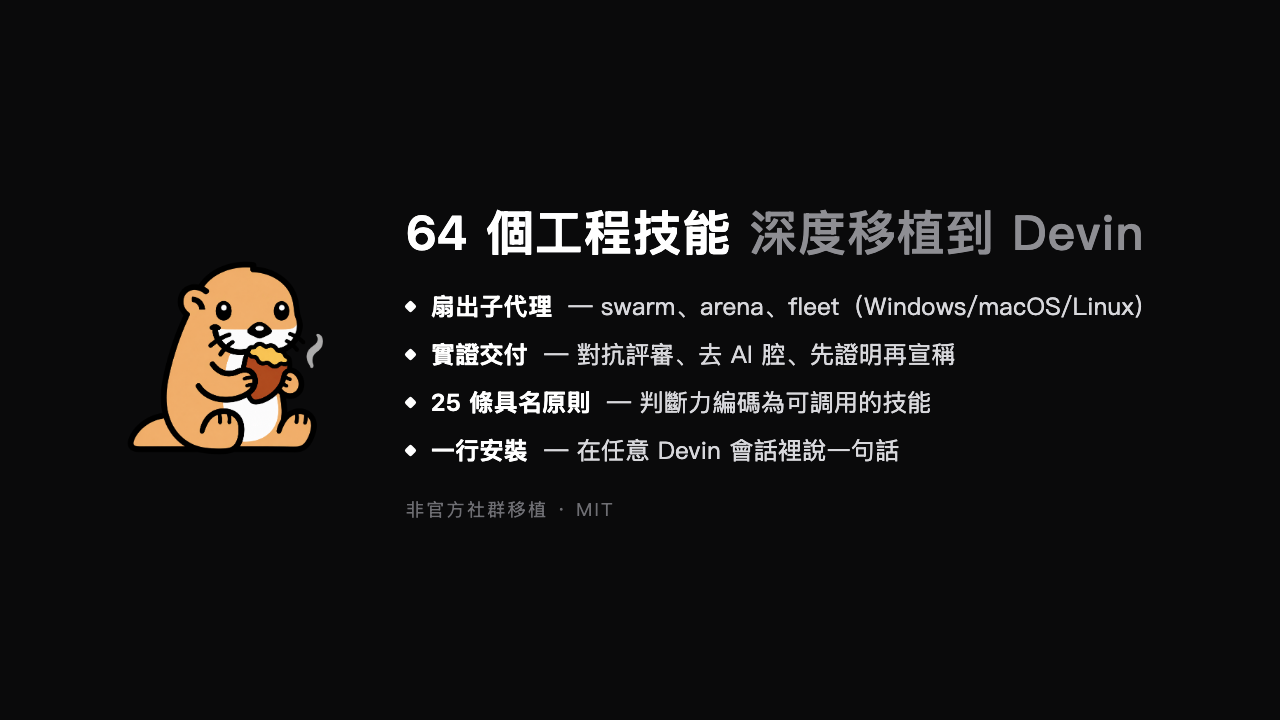 64 個工程技能 深度移植到 Devin
扇出子代理 — swarm、arena、fleet（Windows/macOS/Linux）
實證交付 — 對抗評審、去 AI 腔、先證明再宣稱
25 條具名原則 — 判斷力編碼為可調用的技能
一行安裝 — 在任意 Devin 會話裡說一句話
非官方社群移植 · MIT